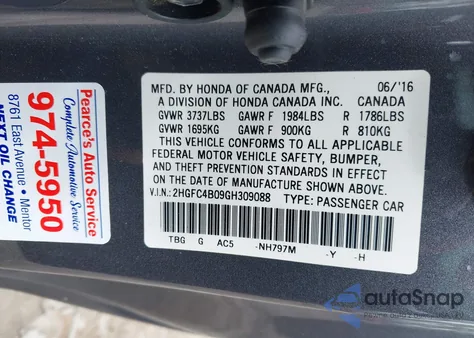 Pearce's Auto Service
Complete Automotive Service
974-5950
8761 East Avenue • Mentor
NEXT OIL CHANGE
MFD. BY HONDA OF CANADA MFG.,
06/'16
A DIVISION OF HONDA CANADA INC.
CANADA
GVWR 3737LBS GAWR F 1984LBS R 1786LBS
GVWR 1695KG GAWR F 900KG R 810KG
THIS VEHICLE CONFORMS TO ALL APPLICABLE
FEDERAL MOTOR VEHICLE SAFETY, BUMPER,
AND THEFT PREVENTION STANDARDS IN EFFECT
ON THE DATE OF MANUFACTURE SHOWN ABOVE.
V.I.N.: 2HGFC4B09GH309088 TYPE: PASSENGER CAR
TBG G AC5 -NH797M -Y -H
autoSnap